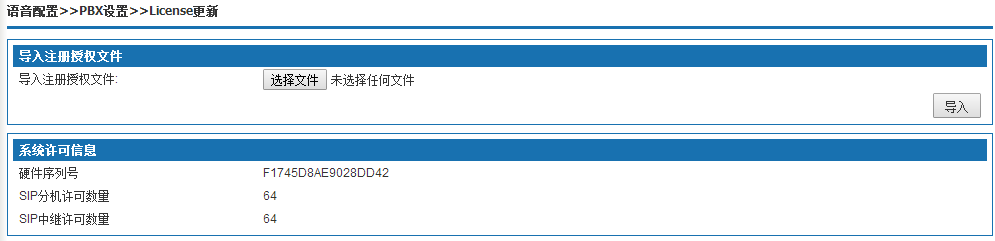 语音配置>>PBX设置>>License更新
导入注册授权文件
导入注册授权文件: 选择文件 未选择任何文件
导入
系统许可信息
硬件序列号 F1745D8AE9028DD42
SIP分机许可数量 64
SIP中继许可数量 64